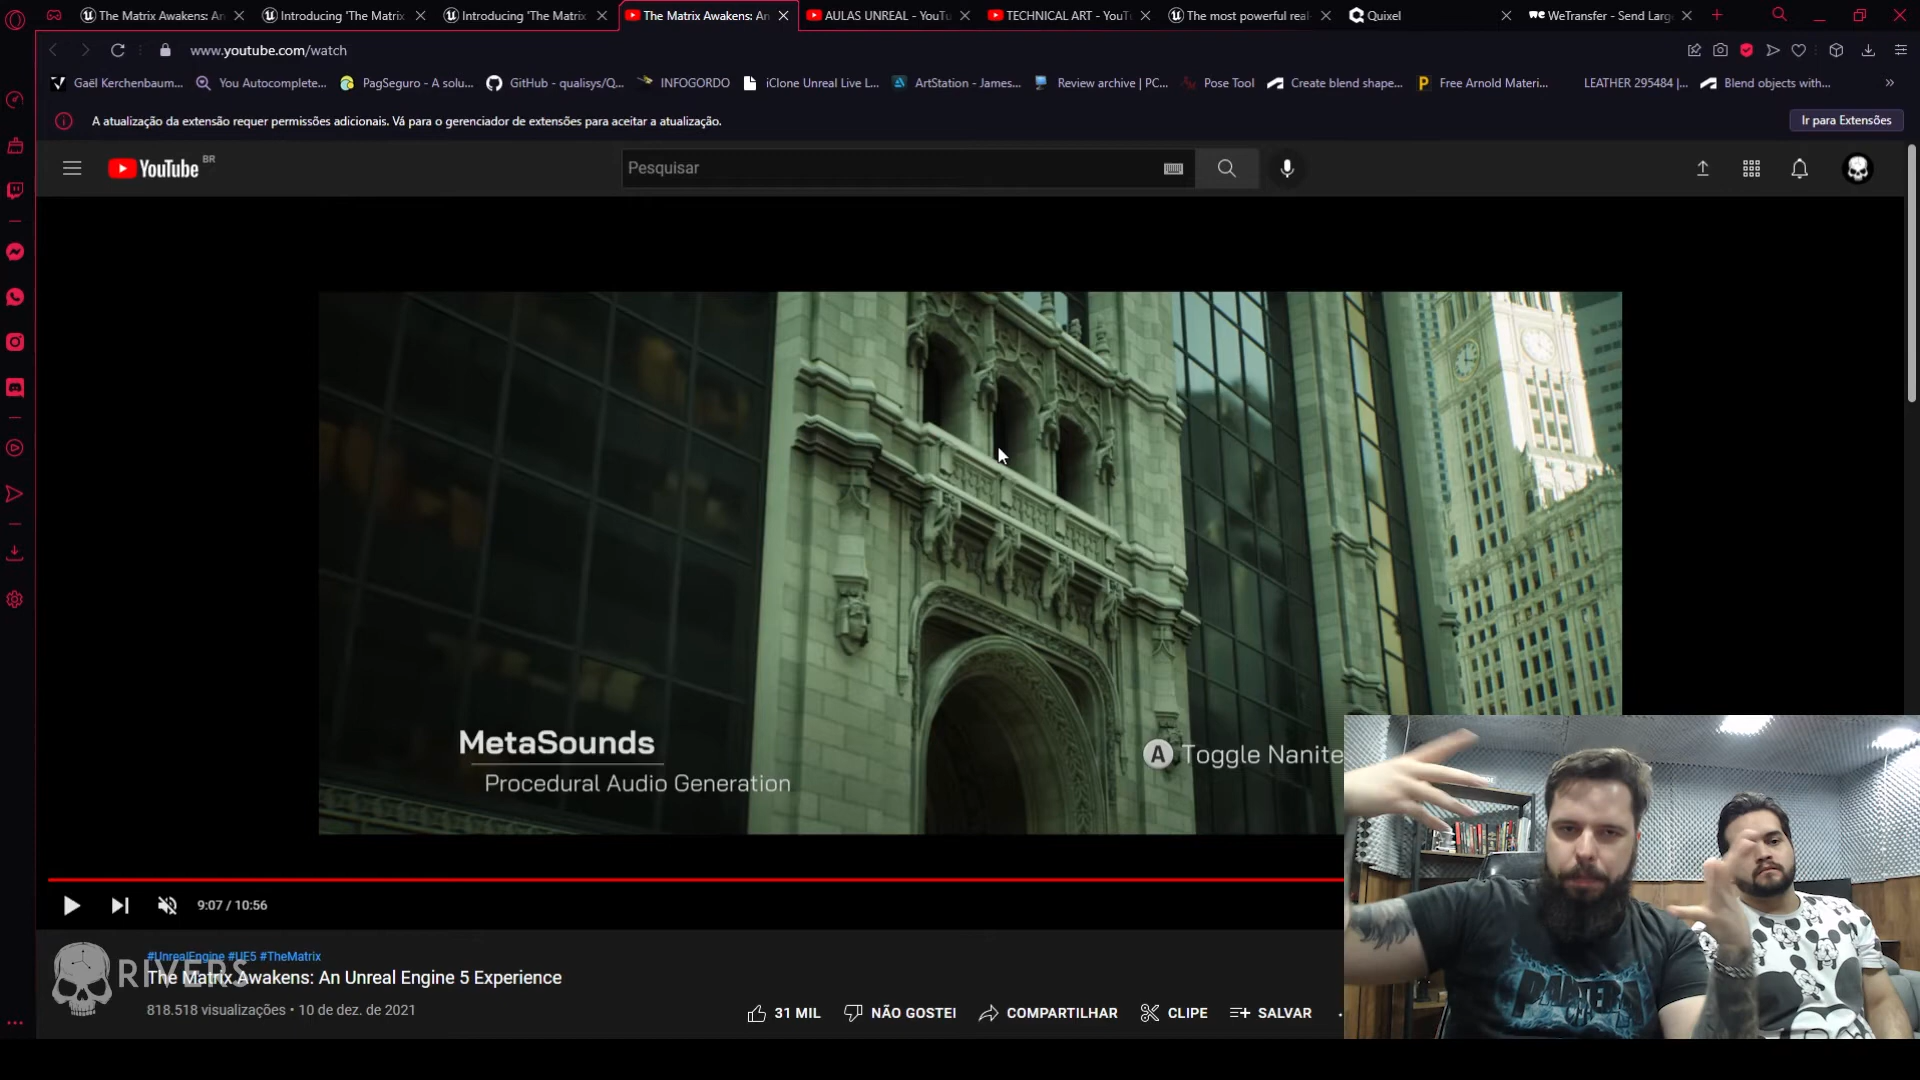 The Matrix Awakens: An
Introducing 'The Matrix
Introducing 'The Matrix
The Matrix Awakens: An
AULAS UNREAL - YouTu
TECHNICAL ART - YouTu
The most powerful real-
Quixel
WeTransfer - Send Large
www.youtube.com/watch
Gaël Kerchenbaum...
You Autocomplete...
PagSeguro - A solu...
GitHub - qualisys/Q...
INFOGORDO
iClone Unreal Live L...
ArtStation - James...
Review archive | PC...
Pose Tool
Create blend shape...
Free Arnold Materi...
LEATHER 295484 |...
Blend objects with...
A atualização da extensão requer permissões adicionais. Vá para o gerenciador de extensões para aceitar a atualização.
Ir para Extensões
YouTube BR
Pesquisar
MetaSounds
Procedural Audio Generation
A Toggle Nanite
9:07 / 10:56
#UnrealEngine #UE5 #TheMatrix
RIVERS
The Matrix Awakens: An Unreal Engine 5 Experience
818.518 visualizações • 10 de dez. de 2021
31 MIL
NÃO GOSTEI
COMPARTILHAR
CLIPE
SALVAR
PANTERA